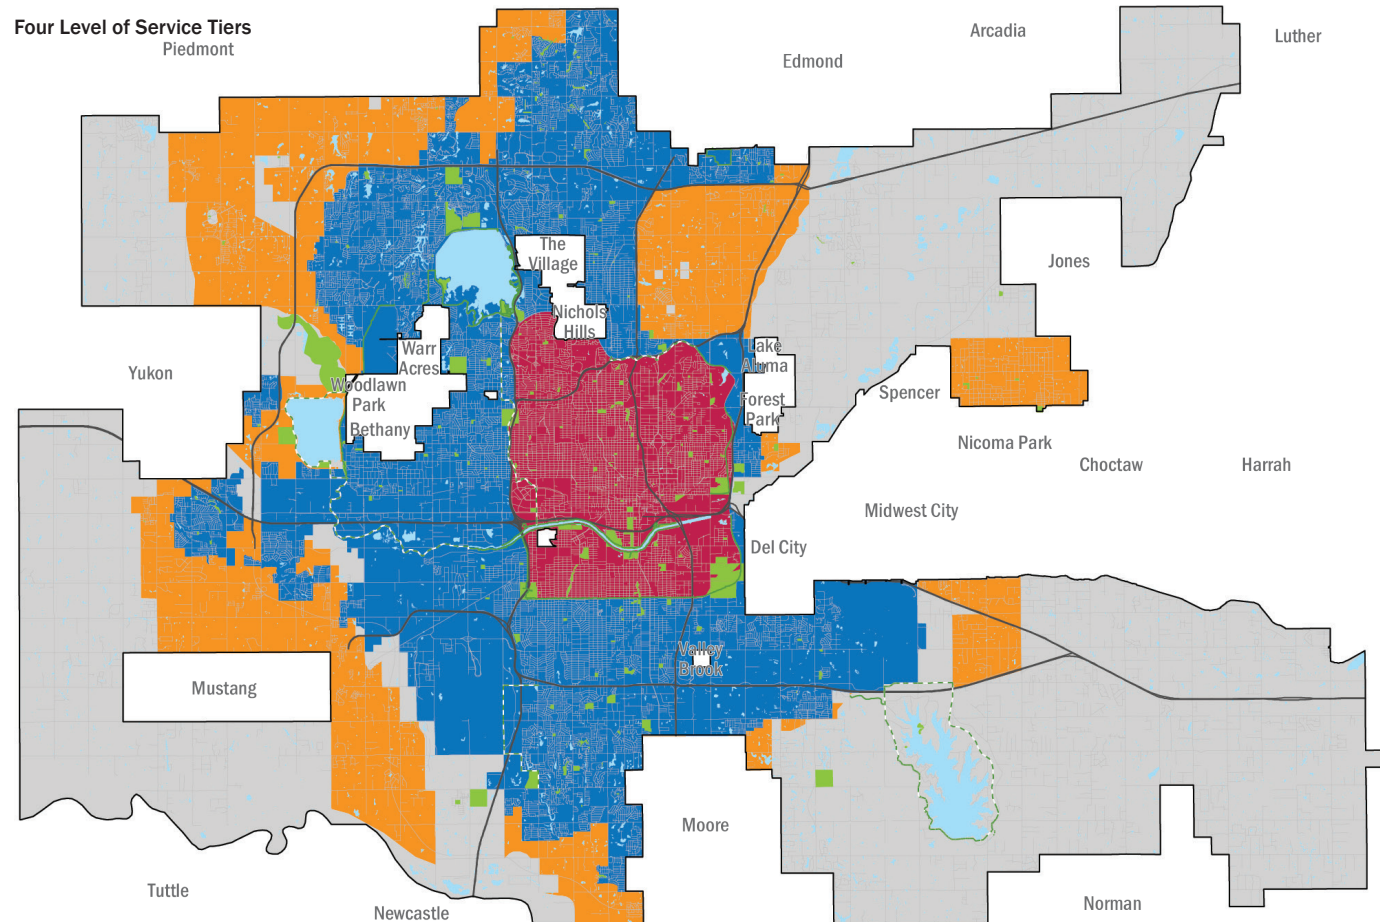 Four Level of Service Tiers
Piedmont
Arcadia
Luther
Edmond
The
Village
Jones
Nichols
Hills
Warr
Acres
Lake
Aluma
Yukon
Woodlawn
Park
Spencer
Forest
Park
Bethany
Nicoma Park
Choctaw
Harrah
Midwest City
Del City
Valley
Brook
Mustang
Moore
Tuttle
Newcastle
Norman